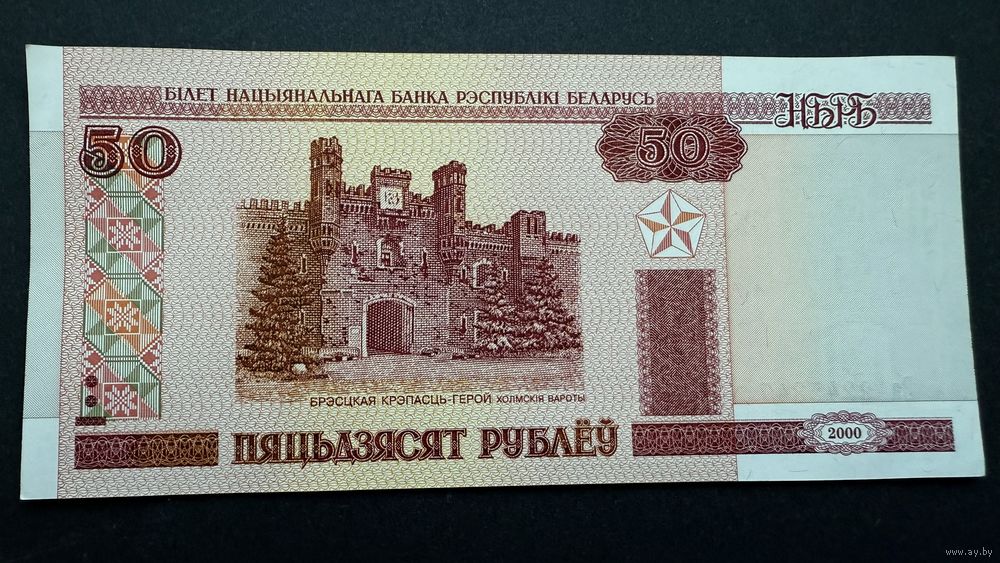 БІЛЕТ НАЦЫЯНАЛЬНАГА БАНКА РЭСПУБЛІКІ БЕЛАРУСЬ
НБРБ
50
50
БРЭСЦКАЯ КРЭПАСЦЬ-ГЕРОЙ ХОЛМСКІЯ ВАРОТЫ
ПЯЦЬДЗЯСЯТ РУБЛЁЎ
2000
www.ay.by